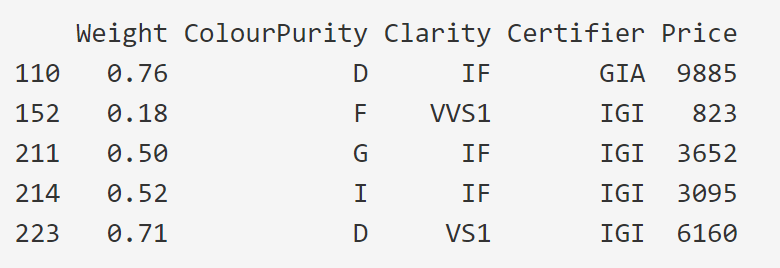 Weight ColourPurity Clarity Certifier Price
110 0.76 D IF GIA 9885
152 0.18 F VVS1 IGI 823
211 0.50 G IF IGI 3652
214 0.52 I IF IGI 3095
223 0.71 D VS1 IGI 6160